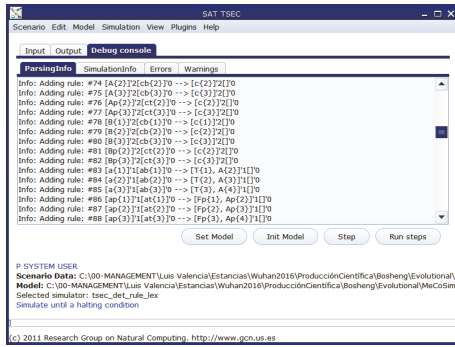 SAT TSEC
Scenario Edit Model Simulation View Plugins Help
Input Output Debug console
ParsingInfo SimulationInfo Errors Warnings
Info: Adding rule: #74 [A{2}]'2[cb{2}]'0 --> [c{2}]'2[]'0
Info: Adding rule: #75 [A{3}]'2[cb{3}]'0 --> [c{3}]'2[]'0
Info: Adding rule: #76 [Ap{2}]'2[ct{2}]'0 --> [c{2}]'2[]'0
Info: Adding rule: #77 [Ap{3}]'2[ct{3}]'0 --> [c{3}]'2[]'0
Info: Adding rule: #78 [B{1}]'2[cb{1}]'0 --> [c{1}]'2[]'0
Info: Adding rule: #79 [B{2}]'2[cb{2}]'0 --> [c{2}]'2[]'0
Info: Adding rule: #80 [B{3}]'2[cb{3}]'0 --> [c{3}]'2[]'0
Info: Adding rule: #81 [Bp{2}]'2[ct{2}]'0 --> [c{2}]'2[]'0
Info: Adding rule: #82 [Bp{3}]'2[ct{3}]'0 --> [c{3}]'2[]'0
Info: Adding rule: #83 [a{1}]'1[ab{1}]'0 --> [T{1}, A{2}]'1[]'0
Info: Adding rule: #84 [a{2}]'1[ab{2}]'0 --> [T{2}, A{3}]'1[]'0
Info: Adding rule: #85 [a{3}]'1[ab{3}]'0 --> [T{3}, A{4}]'1[]'0
Info: Adding rule: #86 [ap{1}]'1[at{1}]'0 --> [Fp{1}, Ap{2}]'1[]'0
Info: Adding rule: #87 [ap{2}]'1[at{2}]'0 --> [Fp{2}, Ap{3}]'1[]'0
Info: Adding rule: #88 [ap{3}]'1[at{3}]'0 --> [Fp{3}, Ap{4}]'1[]'0
Set Model Init Model Step Run steps
P SYSTEM USER
Scenario Data: C:\00-MANAGEMENT\Luis Valencia\Estancias\Wuhan2016\ProducciónCientífica\Bosheng\Evolutional\
Model: C:\00-MANAGEMENT\Luis Valencia\Estancias\Wuhan2016\ProducciónCientífica\Bosheng\Evolutional\MeCoSim
Selected simulator: tsec_det_rule_lex
Simulate until a halting condition
(c) 2011 Research Group on Natural Computing. http://www.gcn.us.es